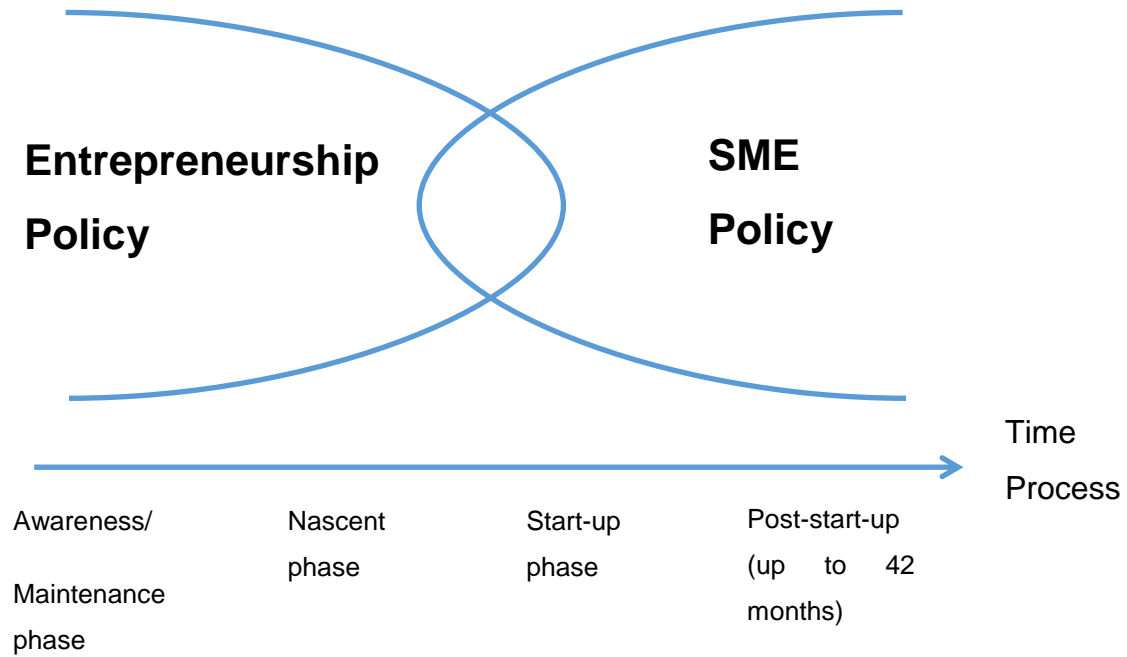 Entrepreneurship
Policy
SME
Policy
Time
Process
Awareness/
Maintenance
phase
Nascent
phase
Start-up
phase
Post-start-up
(up to 42
months)